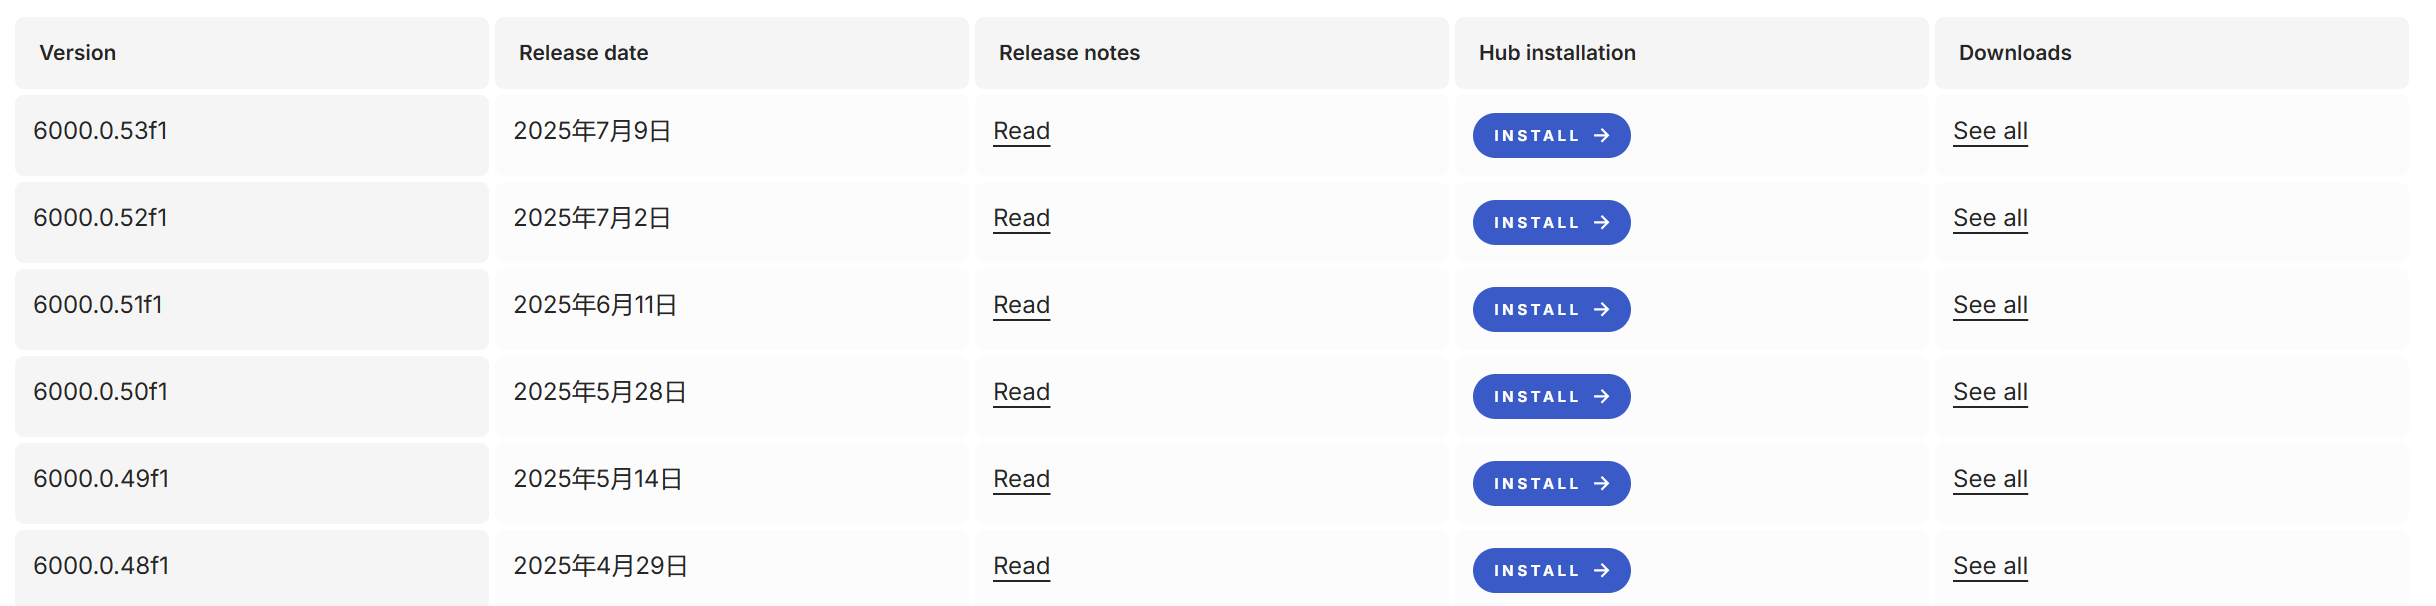 Version Release date Release notes Hub installation Downloads
6000.0.53f1 2025年7月9日 Read INSTALL → See all
6000.0.52f1 2025年7月2日 Read INSTALL → See all
6000.0.51f1 2025年6月11日 Read INSTALL → See all
6000.0.50f1 2025年5月28日 Read INSTALL → See all
6000.0.49f1 2025年5月14日 Read INSTALL → See all
6000.0.48f1 2025年4月29日 Read INSTALL → See all